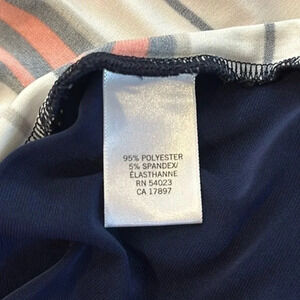 95% POLYESTER
5% SPANDEX/
ÉLASTHANNE
RN 54023
CA 17897